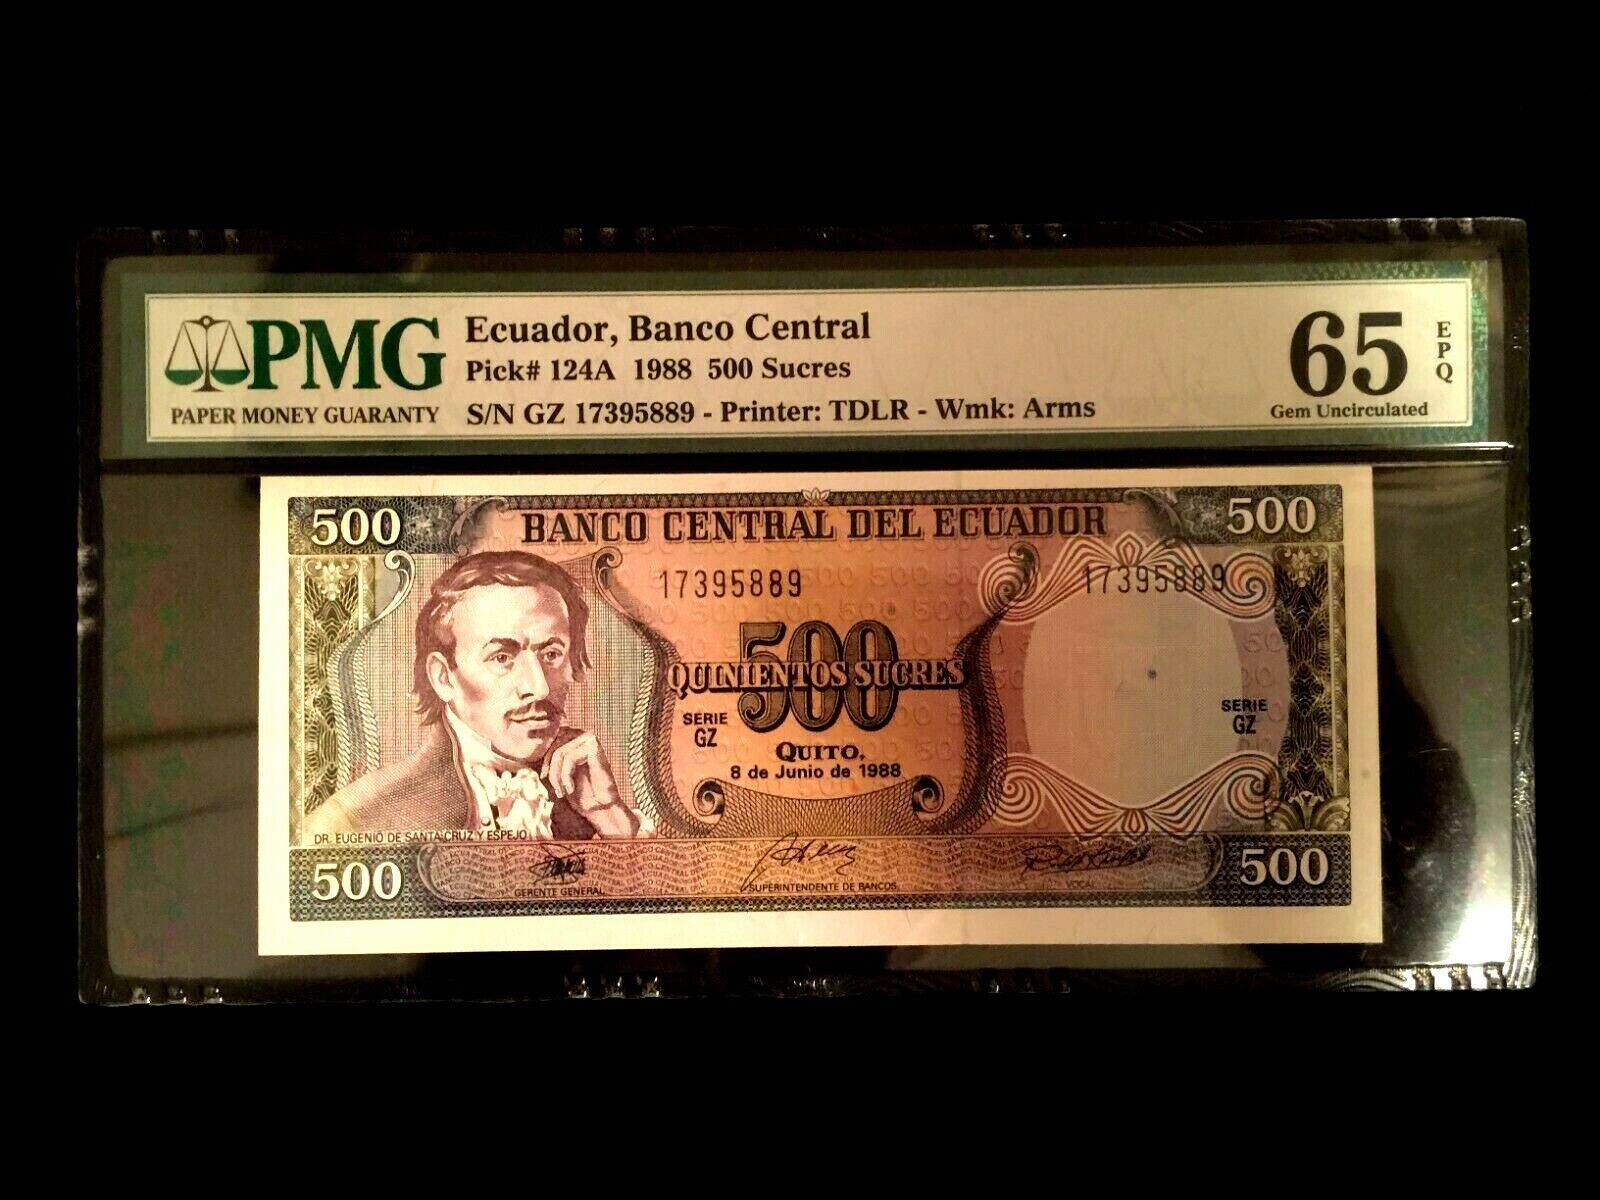 PMG
PAPER MONEY GUARANTY
Ecuador, Banco Central
Pick# 124A 1988 500 Sucres
S/N GZ 17395889 - Printer: TDLR - Wmk: Arms
65
EPQ
Gem Uncirculated
500
BANCO CENTRAL DEL ECUADOR
500
17395889
17395889
500
QUINIENTOS SUCRES
SERIE
GZ
SERIE
GZ
QUITO,
8 de Junio de 1988
DR. EUGENIO DE SANTA CRUZ Y ESPEJO
500
GERENTE GENERAL
SUPERINTENDENTE DE BANCOS
VOCAL
500